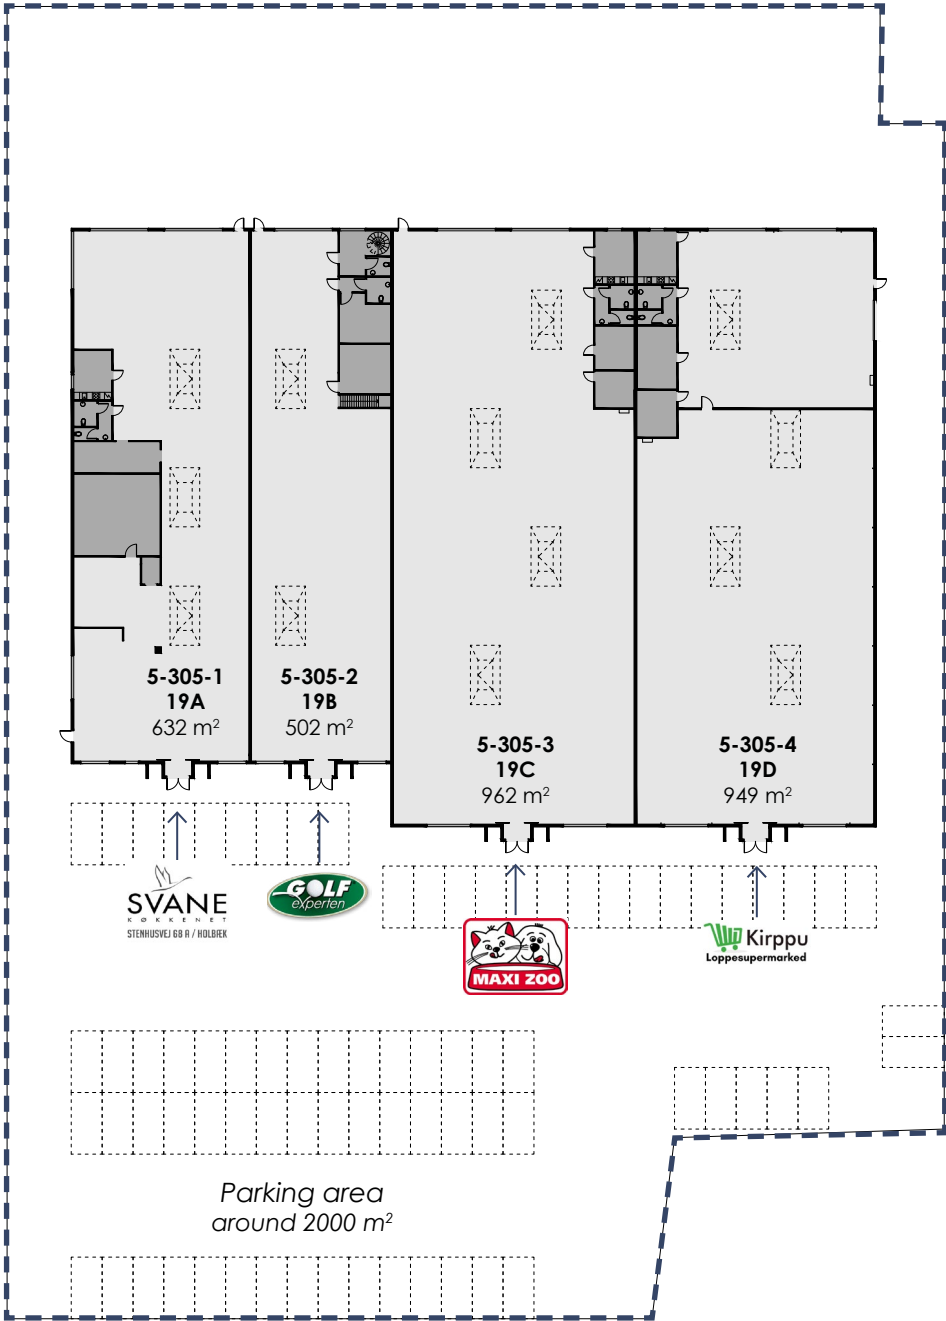 5-305-1
19A
632 m²
5-305-2
19B
502 m²
5-305-3
19C
962 m²
5-305-4
19D
949 m²
SVANE
KØKKENET
STENHUSVEJ 68 A / HOLBÆK
GOLF
experten
MAXI ZOO
Kirppu
Loppesupermarked
Parking area
around 2000 m²